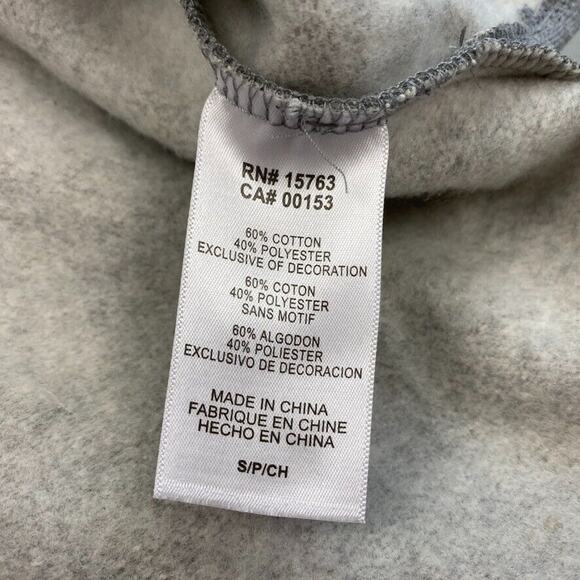 RN# 15763
CA# 00153
60% COTTON
40% POLYESTER
EXCLUSIVE OF DECORATION
60% COTON
40% POLYESTER
SANS MOTIF
60% ALGODON
40% POLIESTER
EXCLUSIVO DE DECORACION
MADE IN CHINA
FABRIQUE EN CHINE
HECHO EN CHINA
S/P/CH